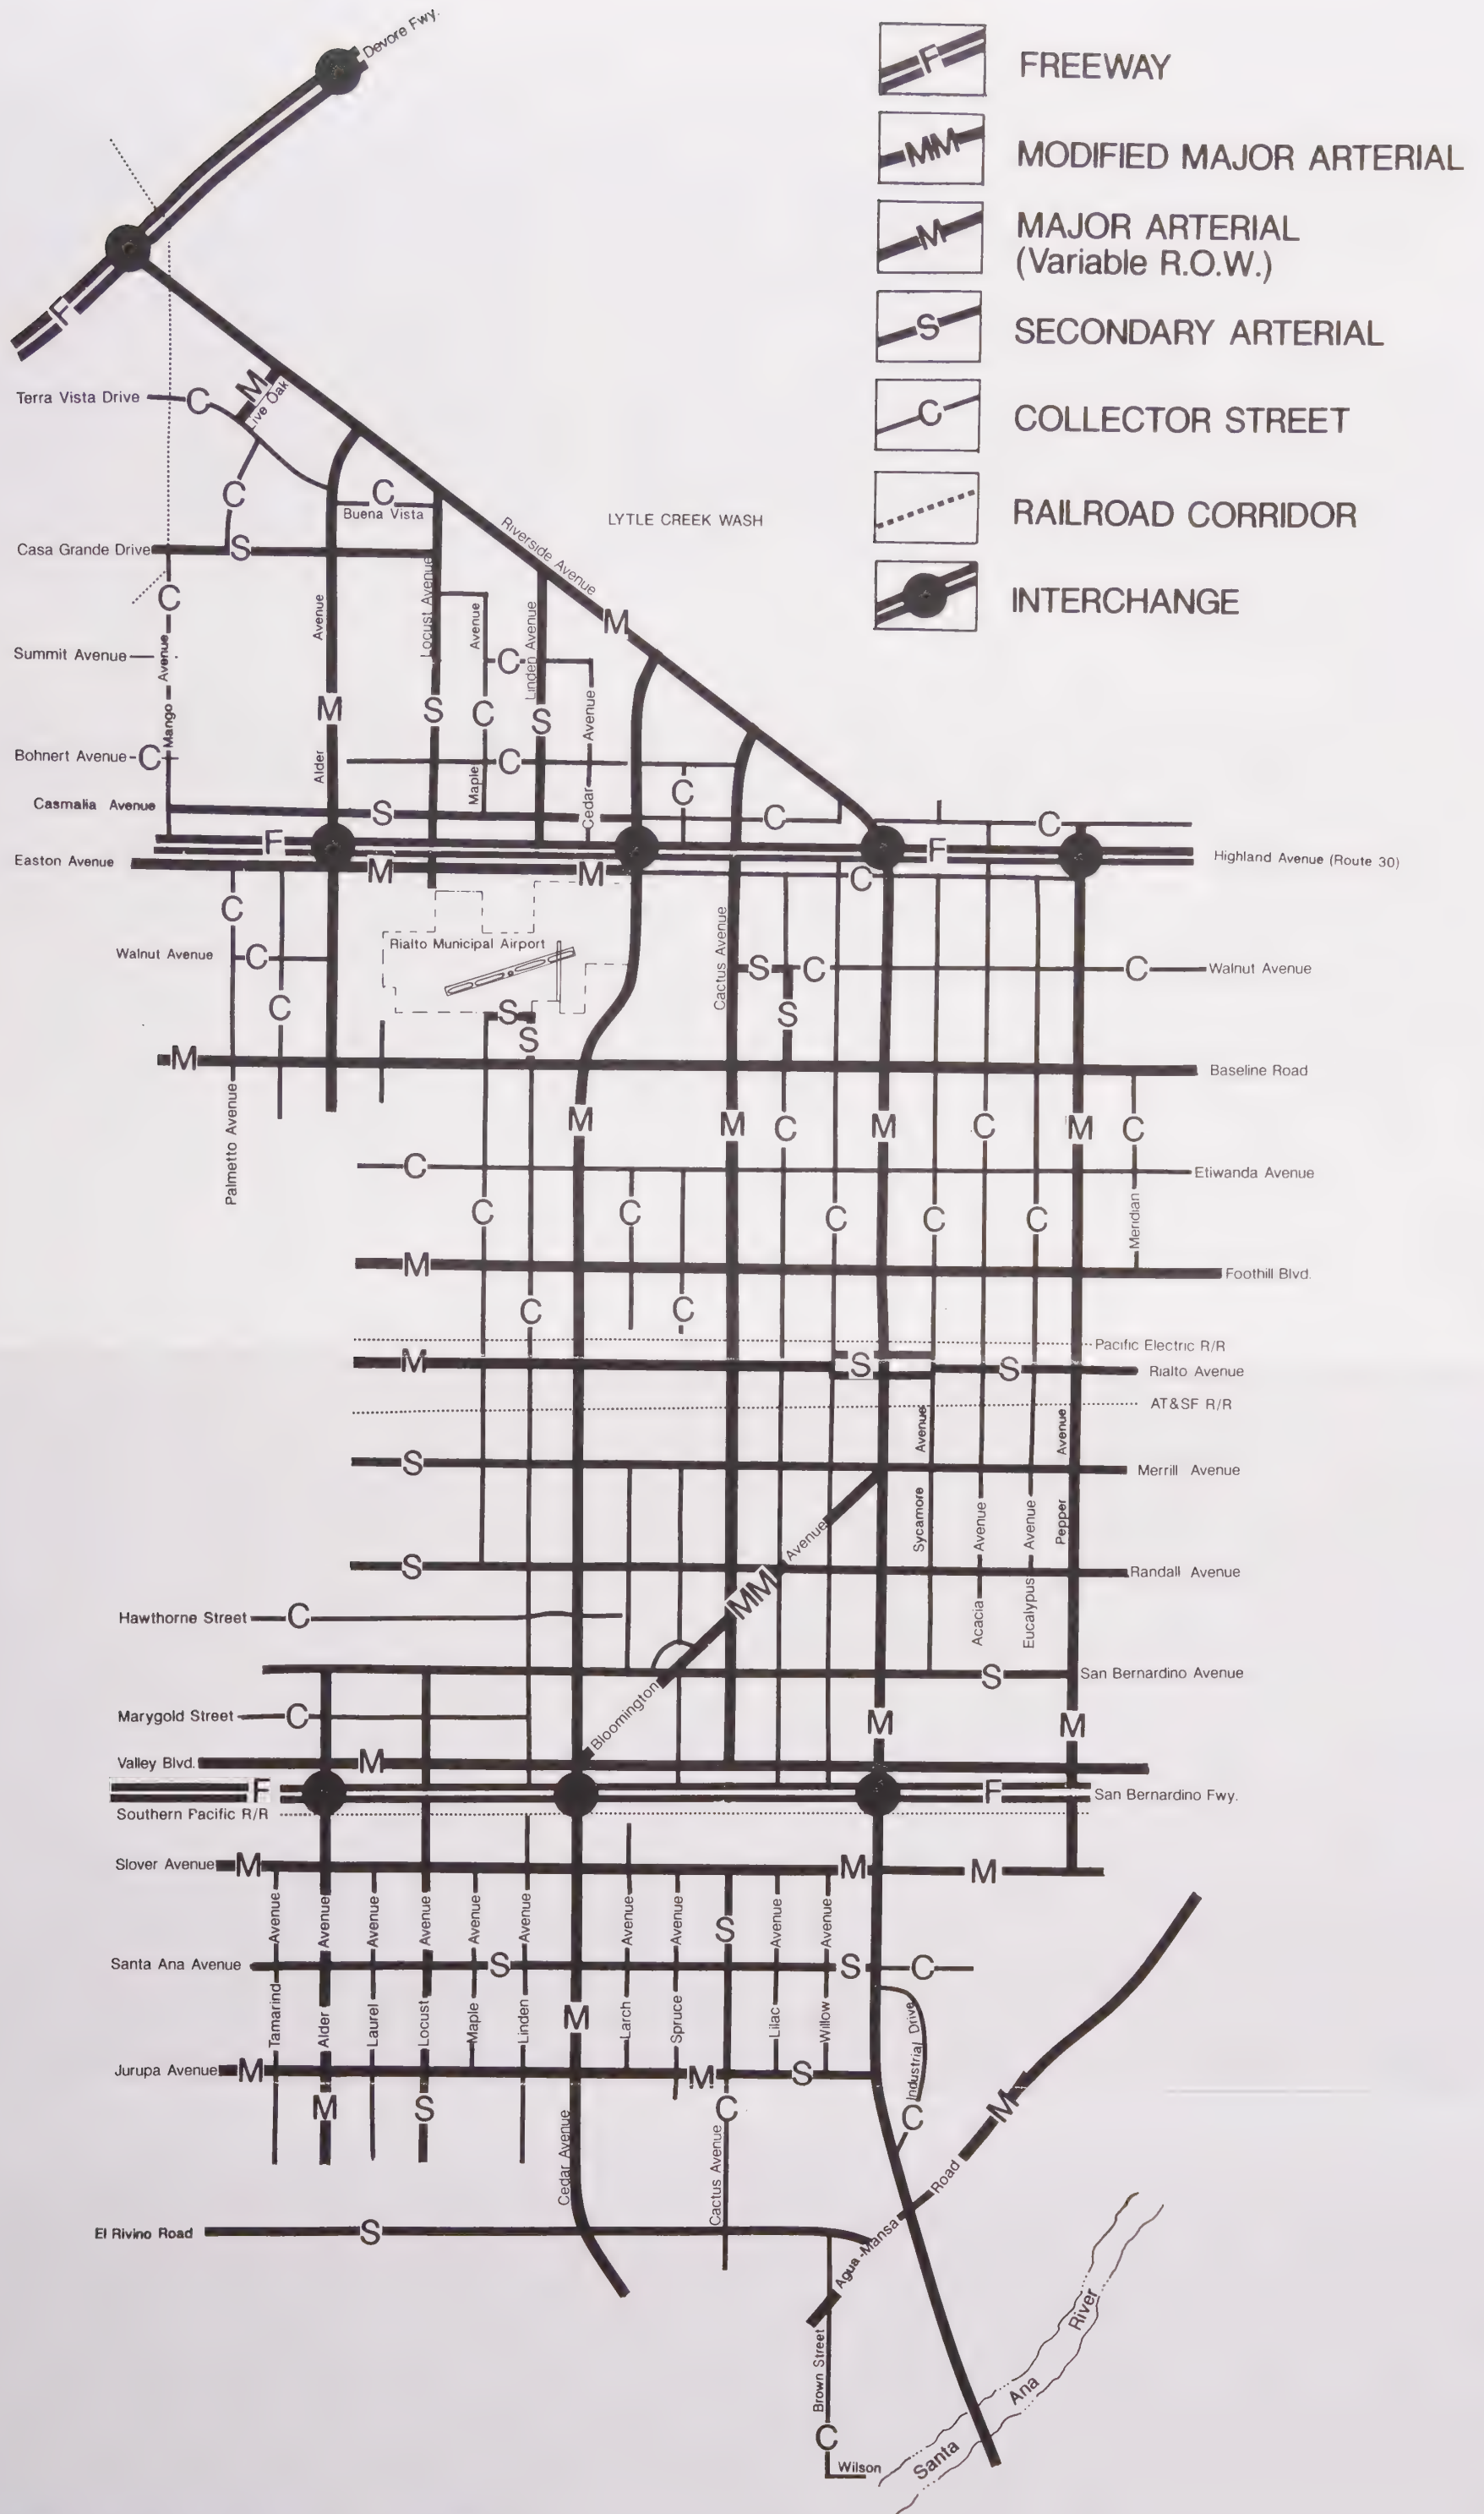 Devore Fwy.
F
FREEWAY
MM
MODIFIED MAJOR ARTERIAL
M
MAJOR ARTERIAL
(Variable R.O.W.)
S
SECONDARY ARTERIAL
C
COLLECTOR STREET
RAILROAD CORRIDOR
INTERCHANGE
F
Terra Vista Drive
C
M
Live Oak
C
C
Buena Vista
Riverside Avenue
LYTLE CREEK WASH
Casa Grande Drive
S
C
Avenue
Locust Avenue
Avenue
Linden Avenue
M
Summit Avenue
Avenue
C
Avenue
M
S
C
S
Mango
Bohnert Avenue
C
Alder
C
Maple
Cedar
C
Casmalia Avenue
S
C
C
F
F
Easton Avenue
M
M
C
Highland Avenue (Route 30)
C
Cactus Avenue
Walnut Avenue
C
Rialto Municipal Airport
S
C
C
Walnut Avenue
C
S
S
S
M
Baseline Road
Palmetto Avenue
M
M
C
M
C
M
C
C
Etiwanda Avenue
C
C
C
C
C
Meridian
M
Foothill Blvd.
C
C
Pacific Electric R/R
M
S
S
Rialto Avenue
AT&SF R/R
Avenue
Avenue
S
Merrill Avenue
Sycamore
Avenue
Avenue
Pepper
Avenue
S
Randall Avenue
MM
Acacia
Eucalypus
Hawthorne Street
C
S
San Bernardino Avenue
Bloomington
Marygold Street
C
M
M
Valley Blvd.
M
F
F
San Bernardino Fwy.
Southern Pacific R/R
Slover Avenue
M
M
M
Avenue
Avenue
Avenue
Avenue
Avenue
Avenue
Avenue
Avenue
S
Avenue
Avenue
Santa Ana Avenue
S
S
C
Tamarind
Alder
Laurel
Locust
Maple
Linden
M
Larch
Spruce
Lilac
Willow
Industrial Drive
Jurupa Avenue
M
M
S
M
S
C
C
M
Cedar Avenue
Cactus Avenue
Road
El Rivino Road
S
Agua-Mansa
Brown Street
C
Wilson
Santa
Ana
River